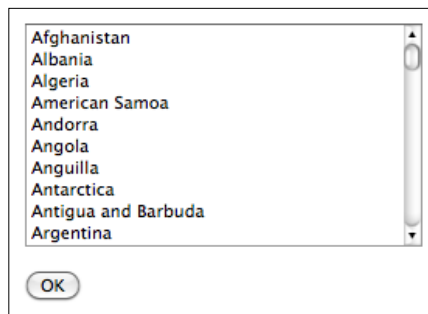 Afghanistan
Albania
Algeria
American Samoa
Andorra
Angola
Anguilla
Antarctica
Antigua and Barbuda
Argentina
OK